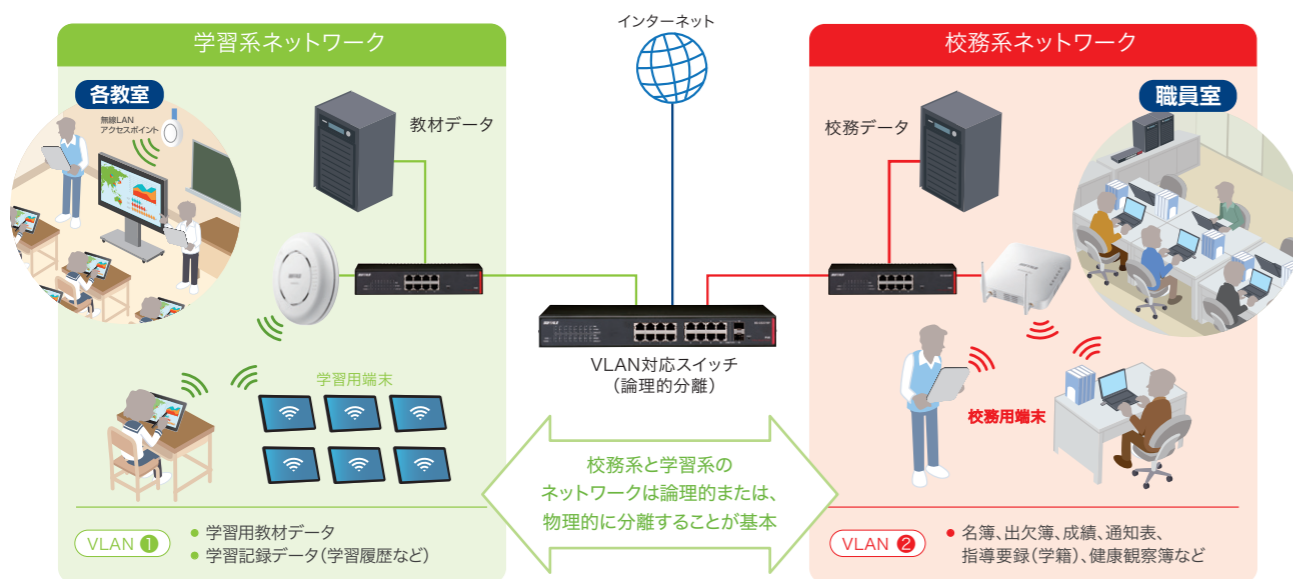 インターネット
学習系ネットワーク
各教室
無線LAN
アクセスポイント
教材データ
学習用端末
VLAN ❶
● 学習用教材データ
● 学習記録データ（学習履歴など）
VLAN対応スイッチ
（論理的分離）
校務系と学習系の
ネットワークは論理的または、
物理的に分離することが基本
校務系ネットワーク
職員室
校務データ
校務用端末
VLAN ❷
● 名簿、出欠簿、成績、通知表、
指導要録（学籍）、健康観察簿など